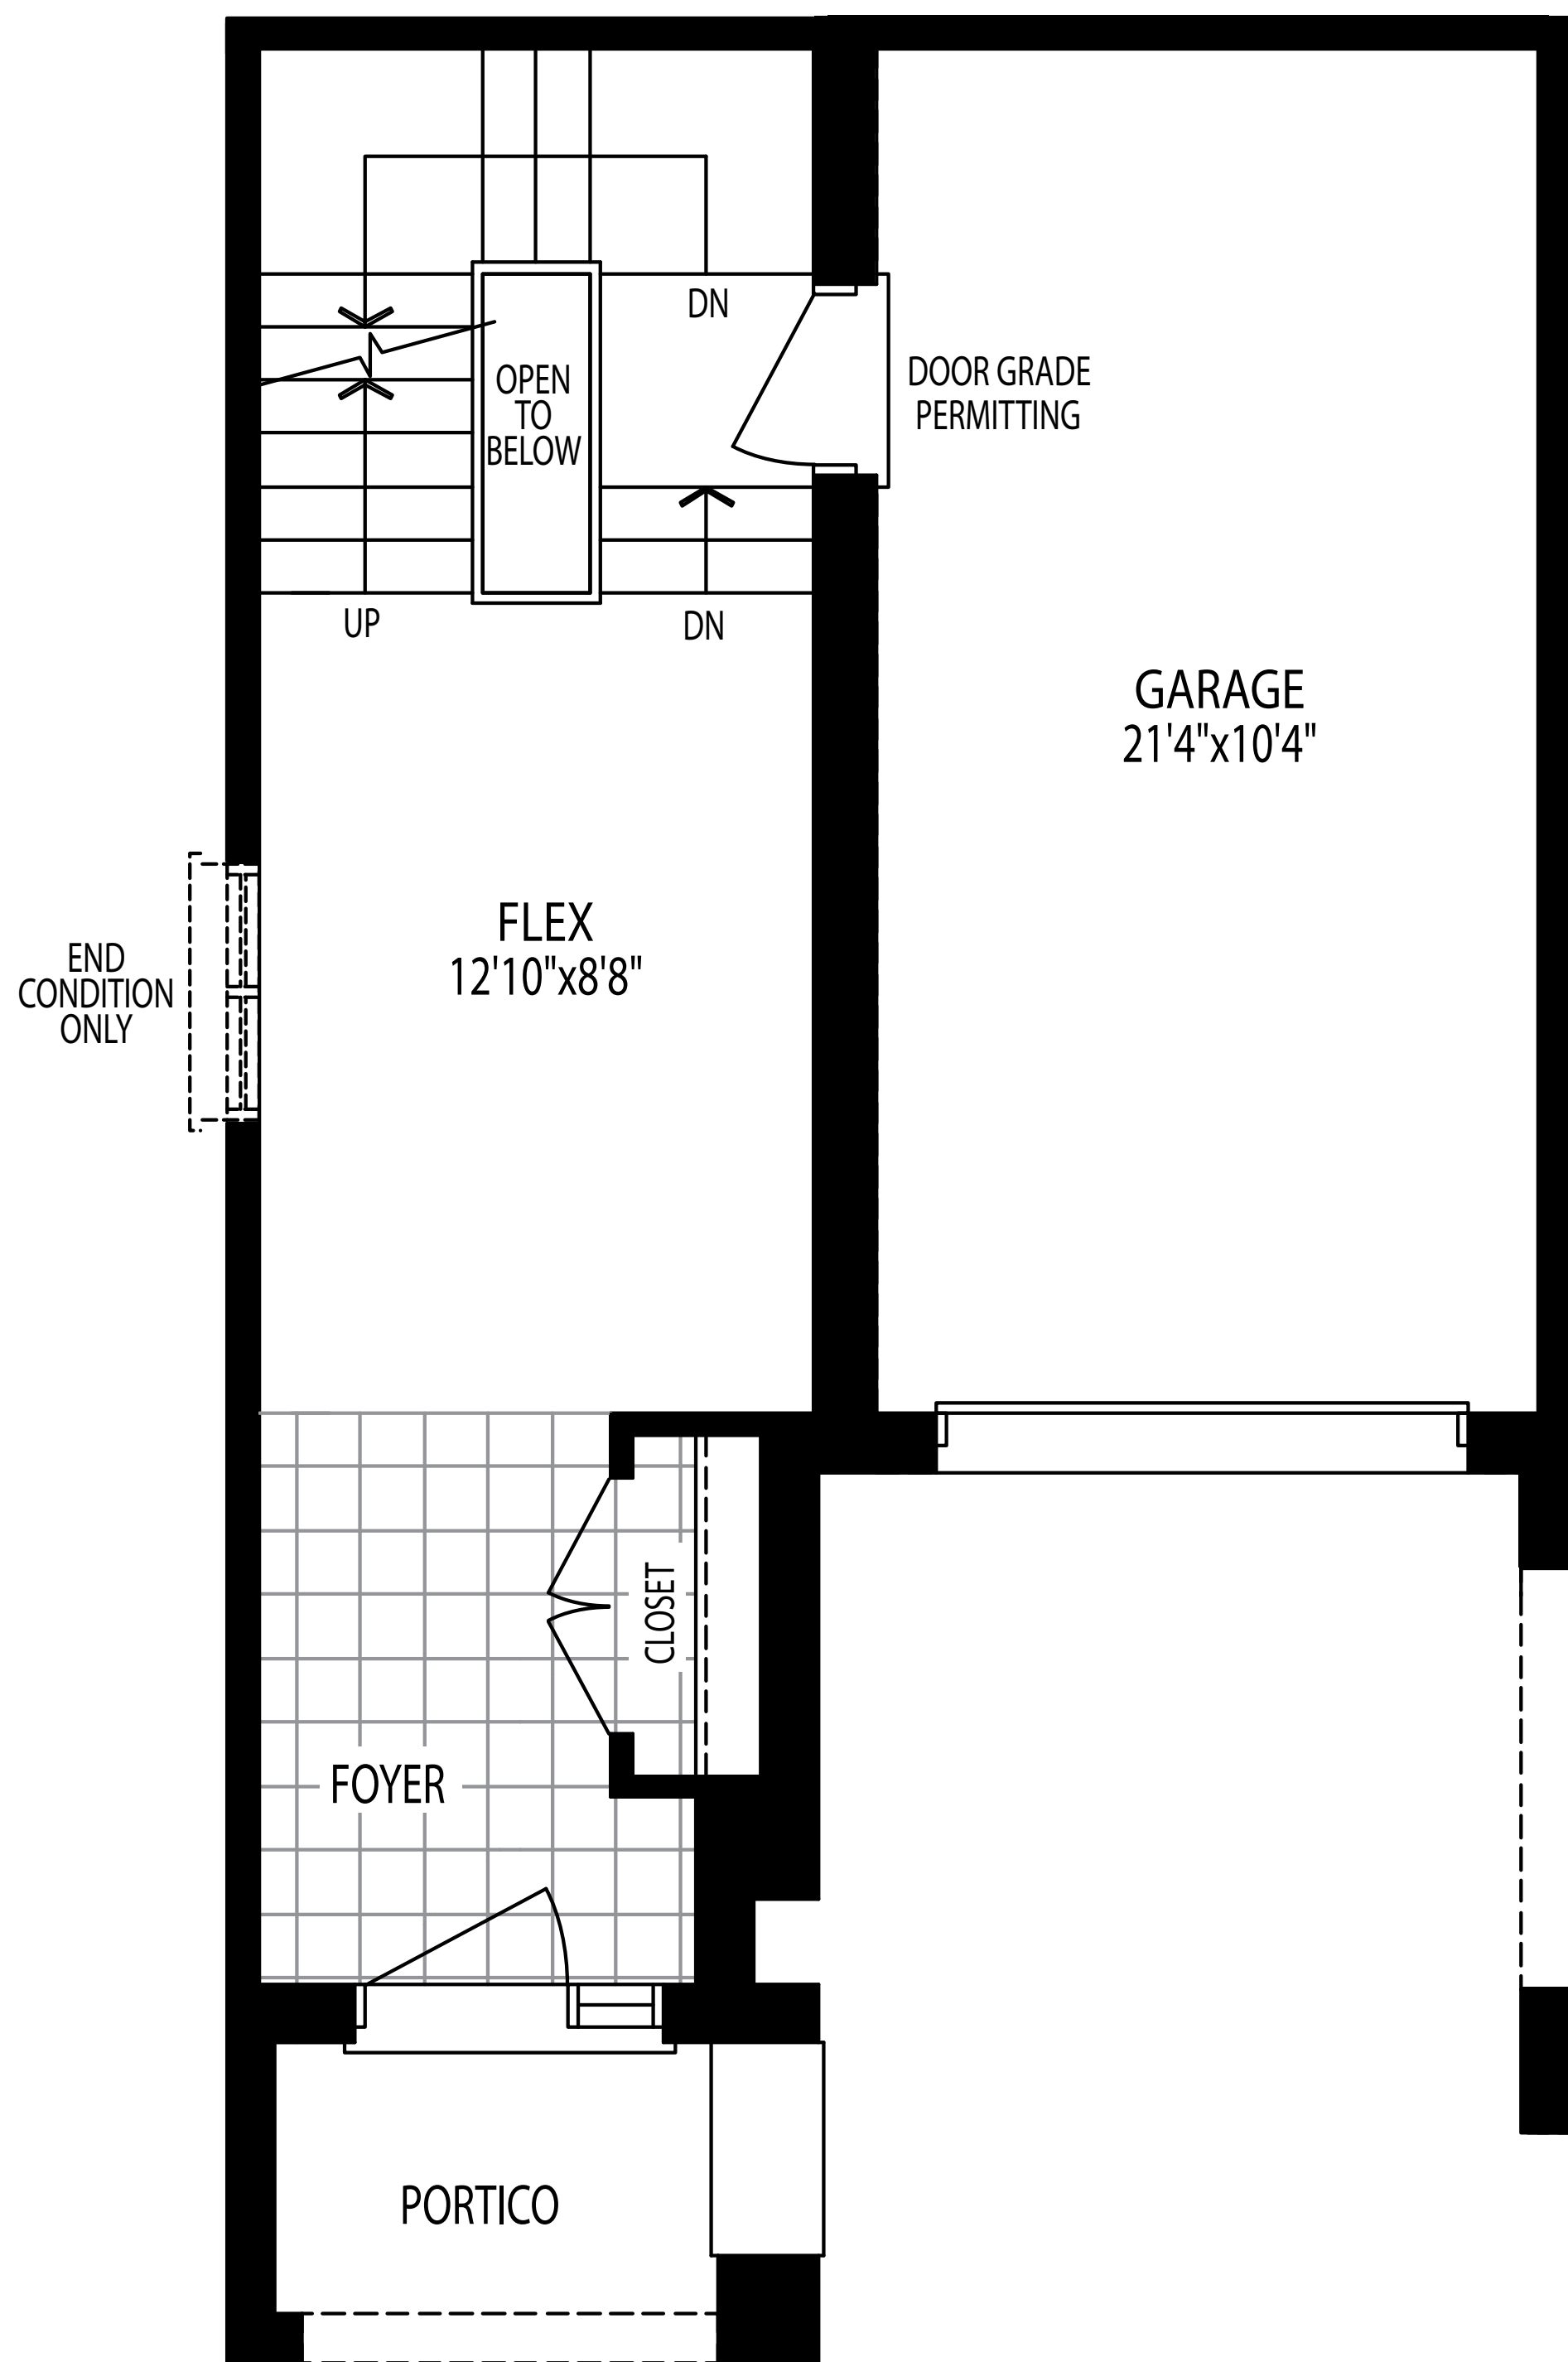 DN
OPEN
TO
BELOW
DOOR GRADE
PERMITTING
UP
DN
GARAGE
21'4"x10'4"
FLEX
12'10"x8'8"
END
CONDITION
ONLY
CLOSET
FOYER
PORTICO